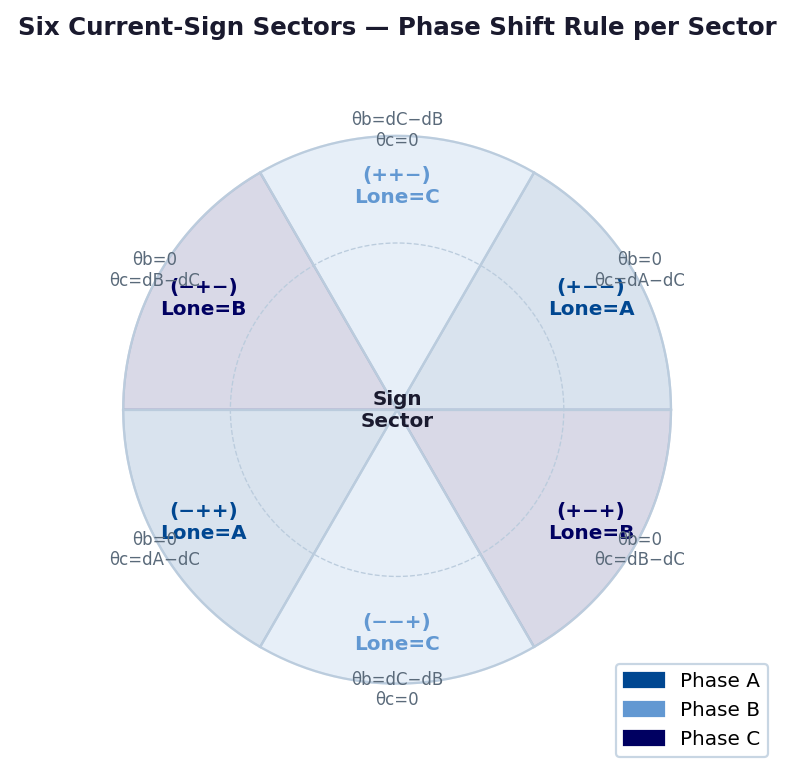 Six Current-Sign Sectors — Phase Shift Rule per Sector
θb=dC−dB
θc=0
(++−)
Lone=C
θb=0
θc=dB−dC
(−+−)
Lone=B
θb=0
θc=dA−dC
(+−−)
Lone=A
Sign
Sector
(−++)
Lone=A
θb=0
θc=dA−dC
(+−+)
Lone=B
θb=0
θc=dB−dC
(−−+)
Lone=C
θb=dC−dB
θc=0
Phase A
Phase B
Phase C